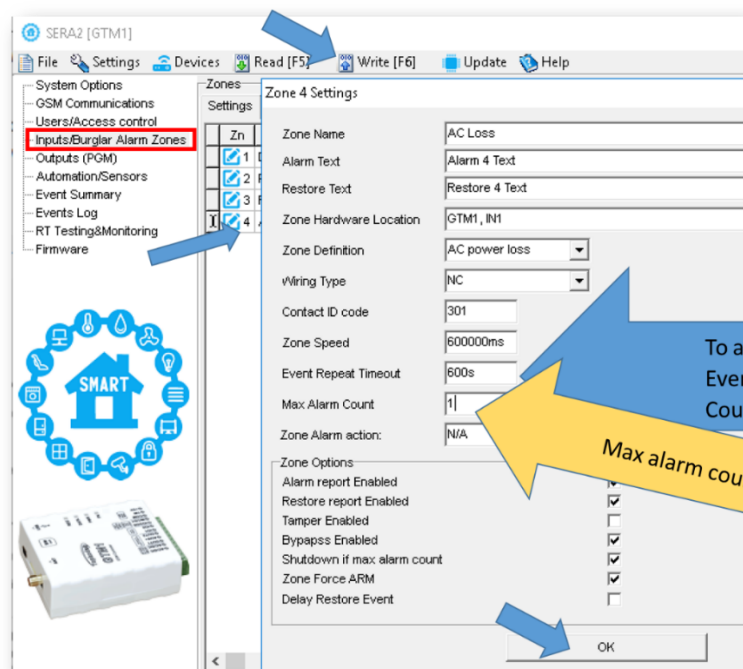 SERA2 [GTM1]
File Settings Devices Read [F5] Write [F6] Update Help
System Options
GSM Communications
Users/Access control
Inputs/Burglar Alarm Zones
Outputs (PGM)
Automation/Sensors
Event Summary
Events Log
RT Testing&Monitoring
Firmware
SMART
Zones
Settings
Zn
1
2
3
4
Zone 4 Settings
Zone Name AC Loss
Alarm Text Alarm 4 Text
Restore Text Restore 4 Text
Zone Hardware Location GTM1, IN1
Zone Definition AC power loss
Wiring Type NC
Contact ID code 301
Zone Speed 600000ms
Event Repeat Timeout 600s
Max Alarm Count 1
Zone Alarm action: N/A
To a
Even
Cou
Max alarm cou
Zone Options
Alarm report Enabled
Restore report Enabled
Tamper Enabled
Bypapss Enabled
Shutdown if max alarm count
Zone Force ARM
Delay Restore Event
OK